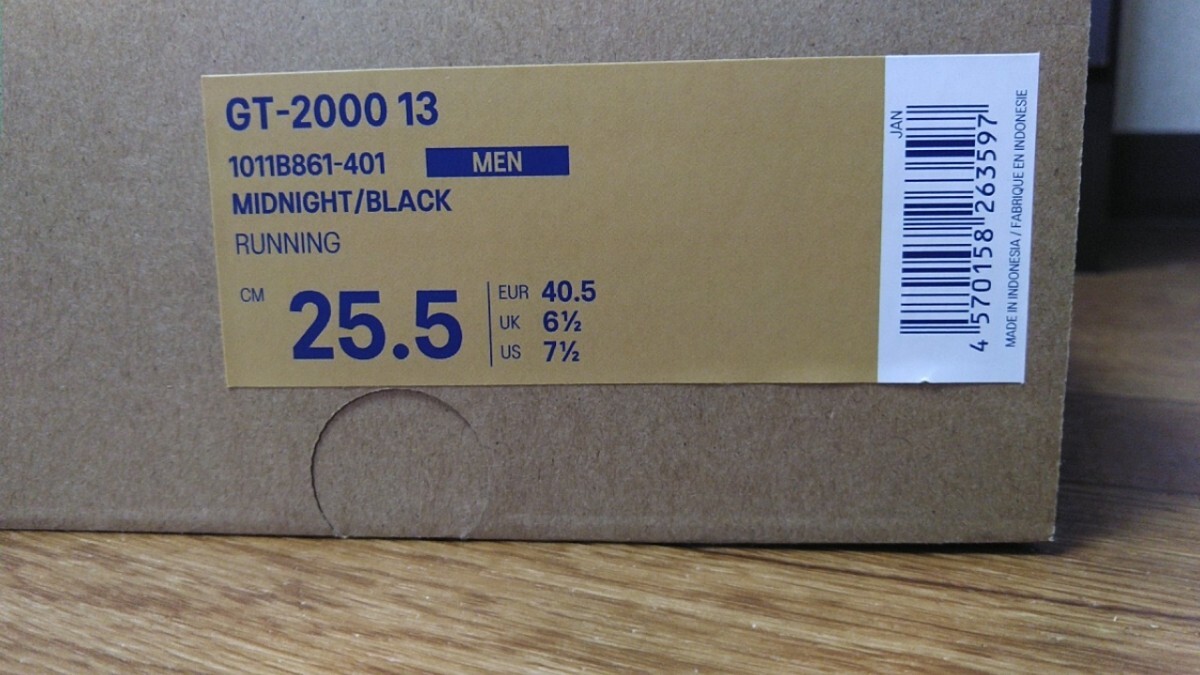 GT-2000 13
1011B861-401 MEN
MIDNIGHT/BLACK
RUNNING
CM 25.5
EUR 40.5
UK 6½
US 7½
JAN
4 570158 263597
MADE IN INDONESIA / FABRIQUE EN INDONESIE